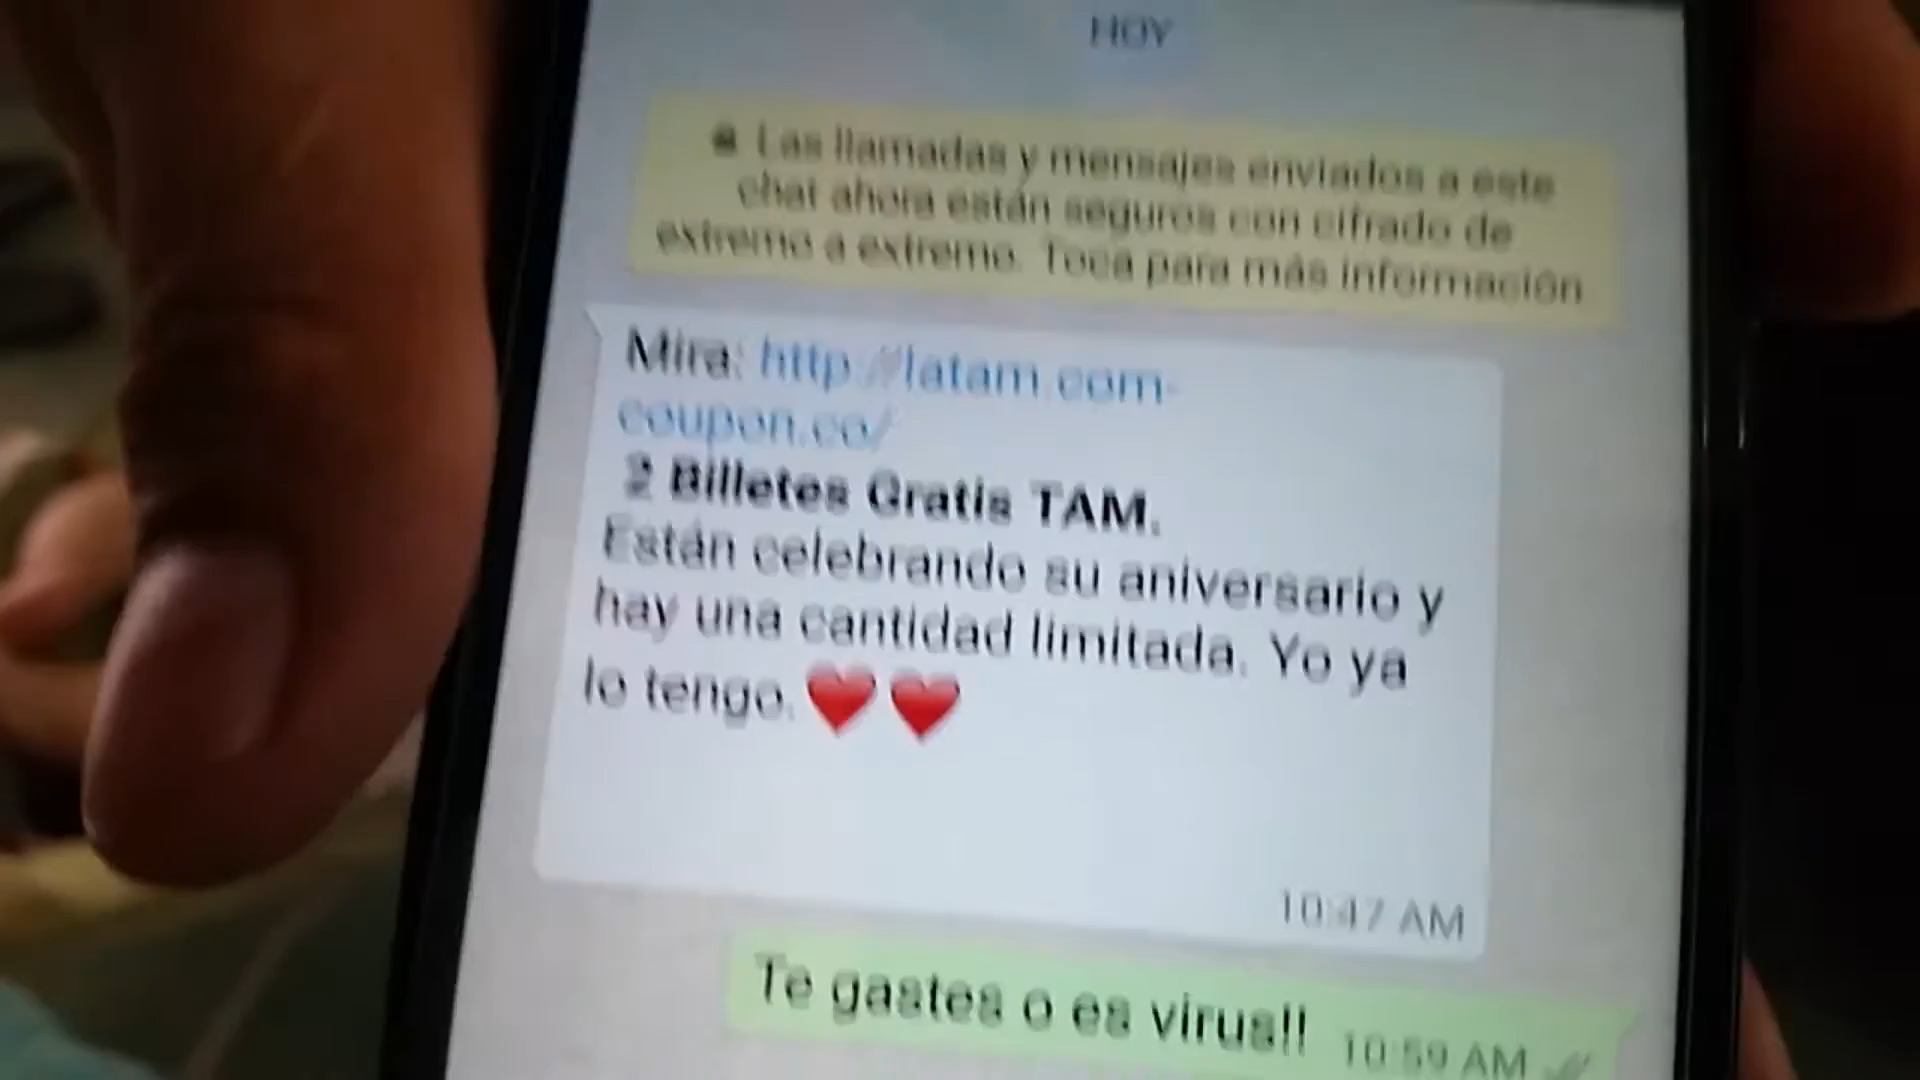 HOY
Las llamadas y mensajes enviados a este
chat ahora están seguros con cifrado de
extremo a extremo. Toca para más información
Mira: http://latam.com-
coupon.co/
2 Billetes Gratis TAM.
Están celebrando su aniversario y
hay una cantidad limitada. Yo ya
lo tengo. ❤️❤️
10:47 AM
Te gastes o es virus!! 10:59 AM